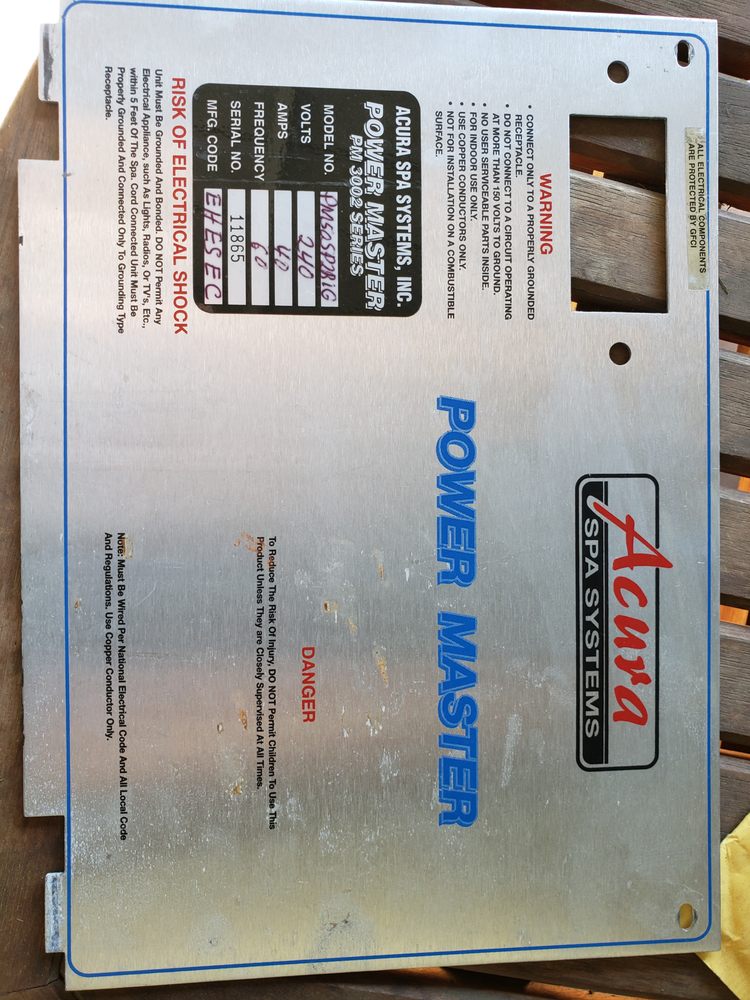 ALL ELECTRICAL COMPONENTS
ARE PROTECTED BY GFCI
Acura
SPA SYSTEMS
WARNING
• CONNECT ONLY TO A PROPERLY GROUNDED
RECEPTACLE.
• DO NOT CONNECT TO A CIRCUIT OPERATING
AT MORE THAN 150 VOLTS TO GROUND.
• NO USER SERVICEABLE PARTS INSIDE.
• FOR INDOOR USE ONLY.
• USE COPPER CONDUCTORS ONLY.
• NOT FOR INSTALLATION ON A COMBUSTIBLE
SURFACE.
POWER MASTER
ACURA SPA SYSTEMS, INC.
POWER MASTER
PM 3002 SERIES
MODEL NO.
VOLTS 240
AMPS 40
FREQUENCY 60
SERIAL NO. 11865
MFG. CODE EHESEC
DANGER
To Reduce The Risk Of Injury, DO NOT Permit Children To Use This
Product Unless They are Closely Supervised At All Times.
RISK OF ELECTRICAL SHOCK
Unit Must Be Grounded And Bonded. DO NOT Permit Any
Electrical Appliance, such As Lights, Radios, Or TV's, Etc.,
within 5 Feet Of The Spa. Cord Connected Unit Must Be
Properly Grounded And Connected Only To Grounding Type
Receptacle.
Note: Must Be Wired Per National Electrical Code And All Local Code
And Regulations. Use Copper Conductor Only.